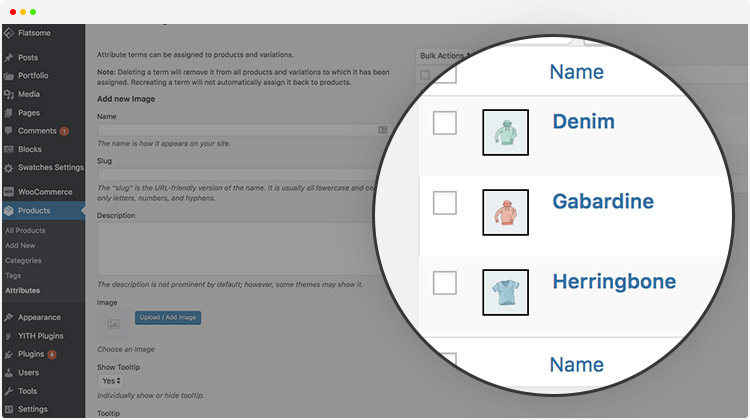 Flatsome
Posts
Portfolio
Media
Pages
Comments 1
Blocks
Swatches Settings
WooCommerce
Products
All Products
Add New
Categories
Tags
Attributes
Appearance
YITH Plugins
Plugins 4
Users
Tools
Settings
Attribute terms can be assigned to products and variations.
Note: Deleting a term will remove it from all products and variations to which it has been
assigned. Recreating a term will not automatically assign it back to products.
Add new Image
Name
The name is how it appears on your site.
Slug
The "slug" is the URL-friendly version of the name. It is usually all lowercase and
only letters, numbers, and hyphens.
Description
The description is not prominent by default; however, some themes may show it.
Image
Upload / Add image
Choose an Image
Show Tooltip
Yes
Individually show or hide tooltip.
Tooltip
Bulk Actions
Name
Denim
Gabardine
Herringbone
Name